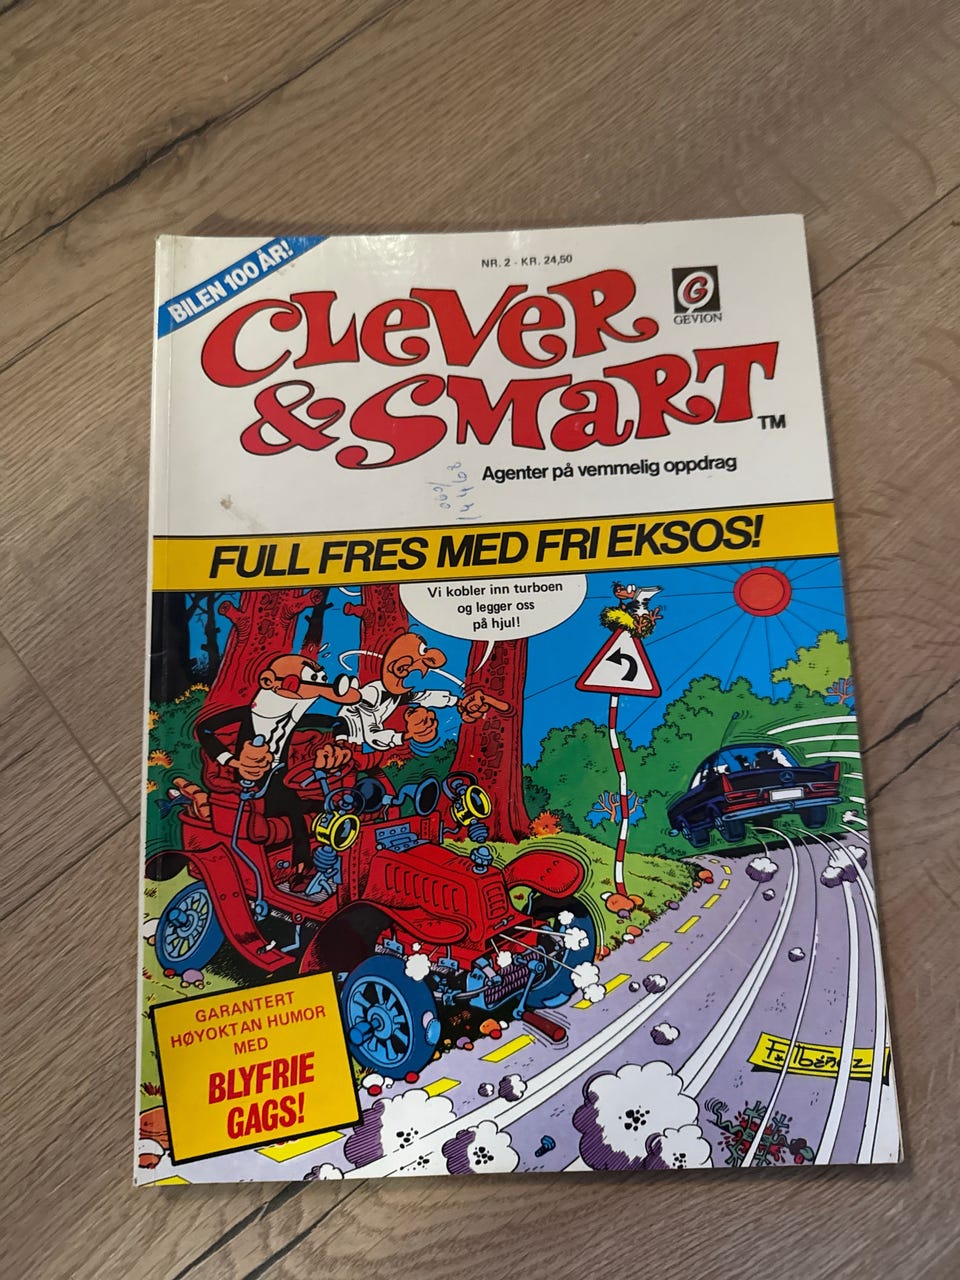 BILEN 100 ÅR!
NR. 2 - KR. 24,50
G
GEVION
CLEVER
& SMART
TM
Agenter på vemmelig oppdrag
FULL FRES MED FRI EKSOS!
Vi kobler inn turboen
og legger oss
på hjul!
GARANTERT
HØYOKTAN HUMOR
MED
BLYFRIE
GAGS!